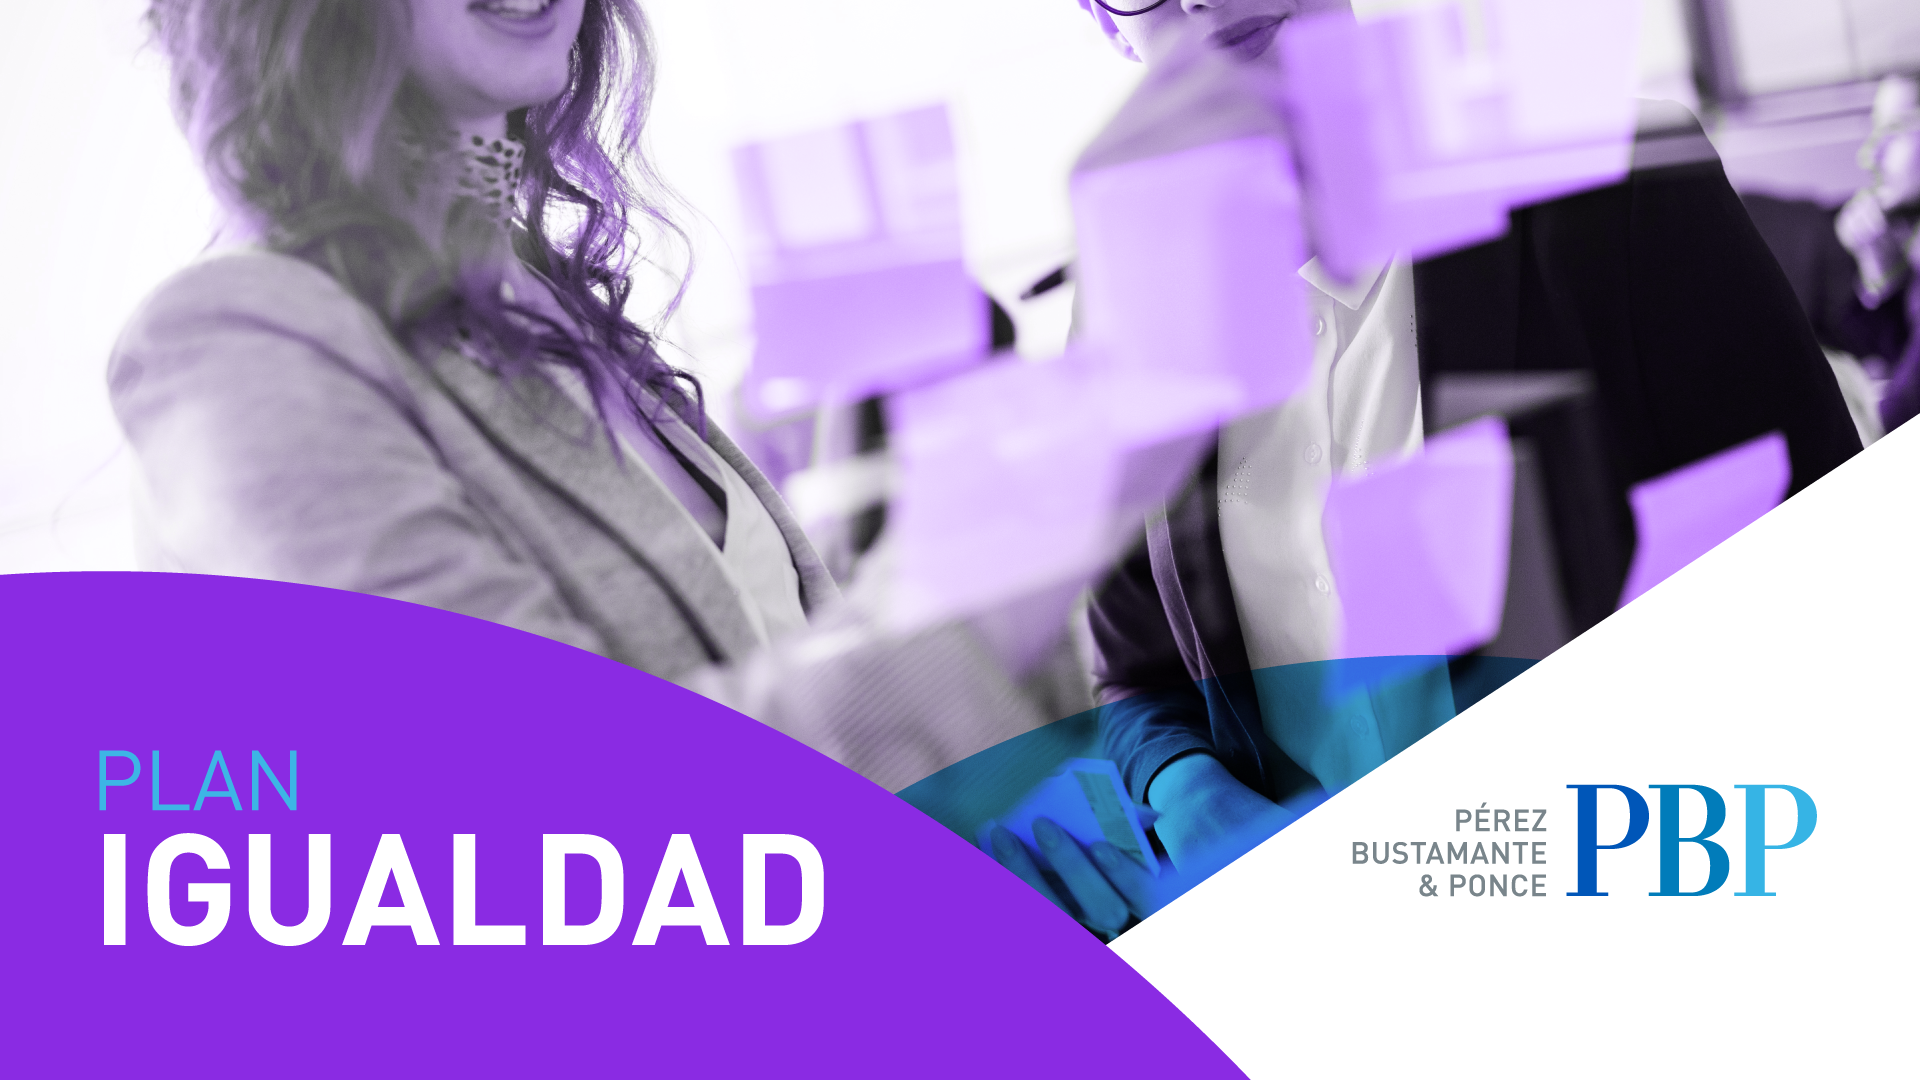 PLAN
IGUALDAD
PÉREZ
BUSTAMANTE
& PONCE
PBP